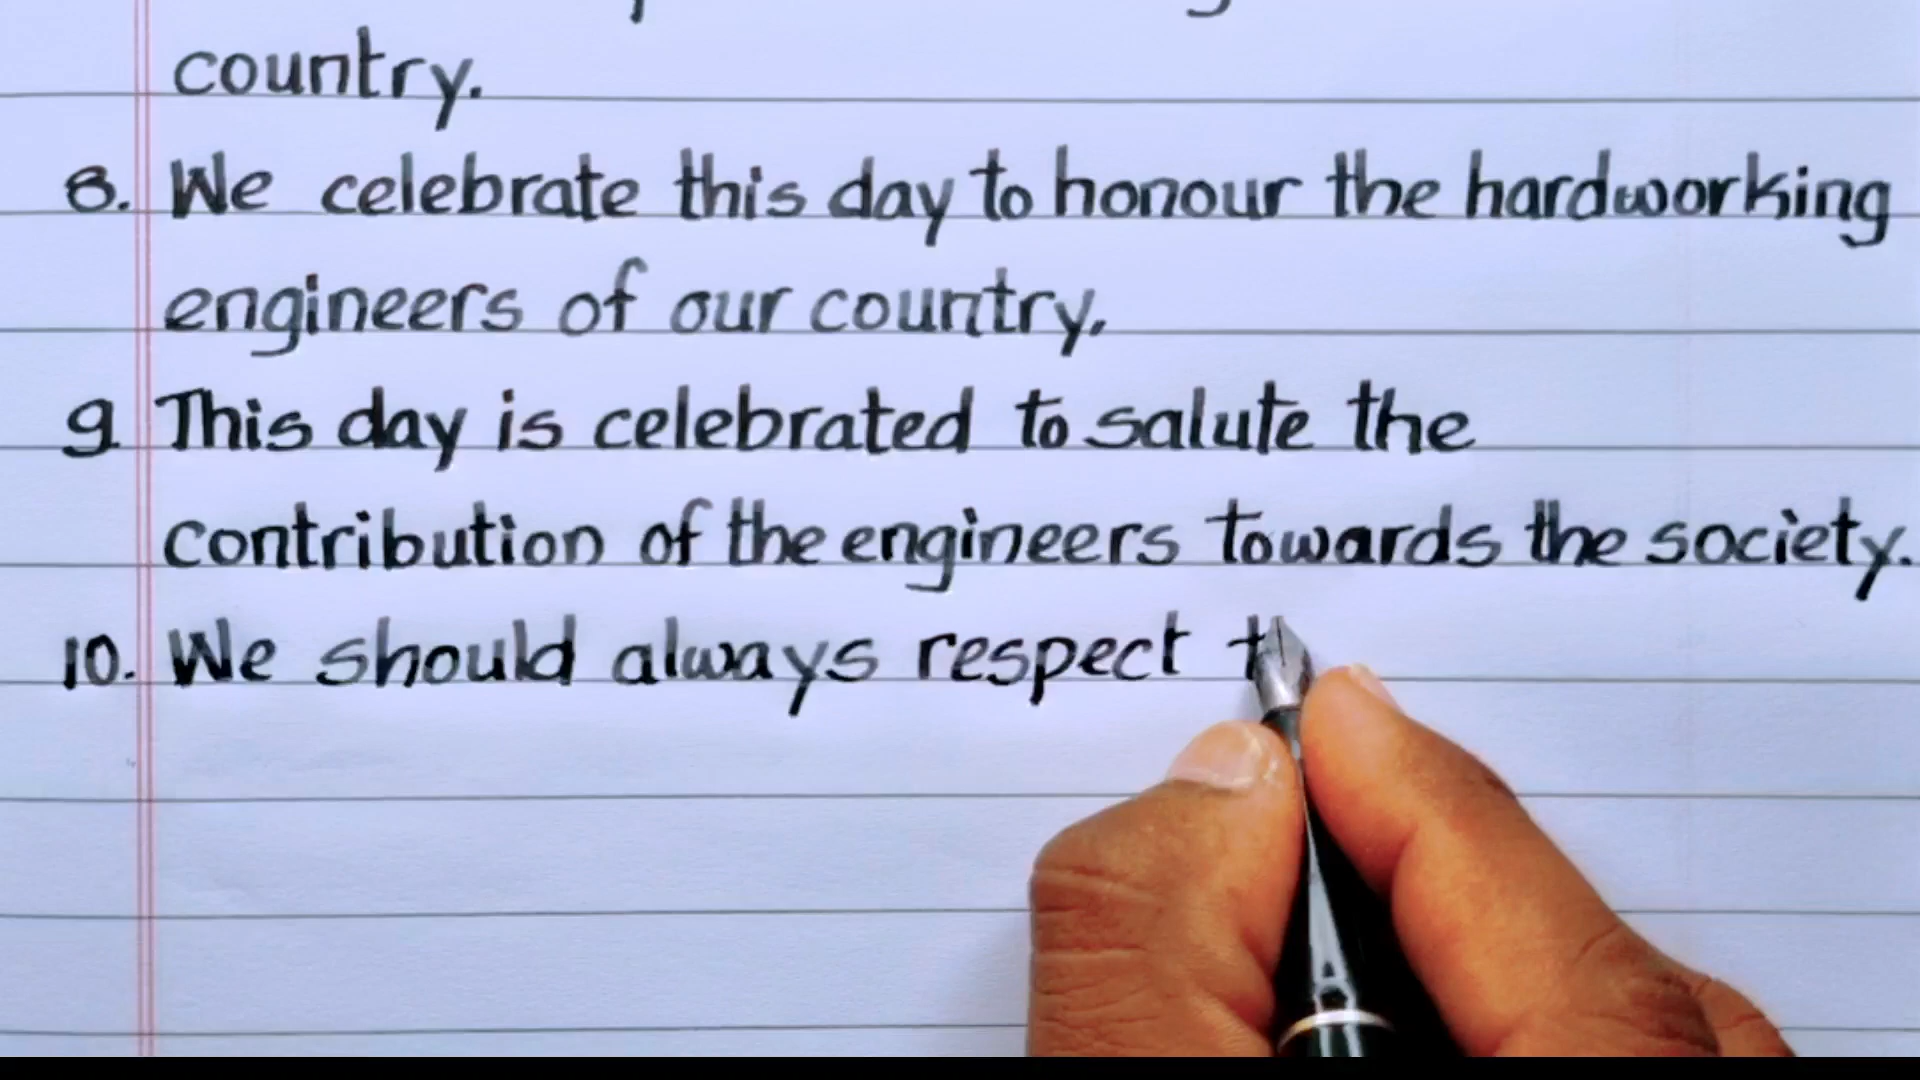 country.
8. We celebrate this day to honour the hardworking
engineers of our country.
9 This day is celebrated to salute the
contribution of the engineers towards the society.
10. We should always respect t